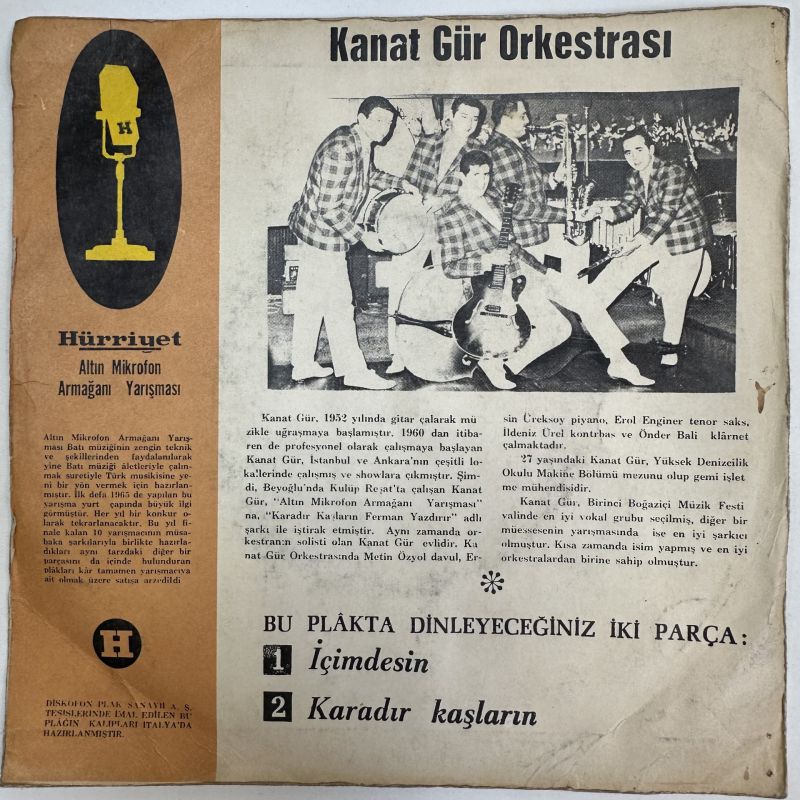 Kanat Gür Orkestrası
H
Hürriyet
Altın Mikrofon
Armağanı Yarışması
Altın Mikrofon Armağanı Yarış-
ması Batı müziğinin zengin teknik
ve şekillerinden faydalanılarak
yine Batı müziği âletleriyle çalın-
mak suretiyle Türk musikisine ye-
ni bir yön vermek için hazırlan-
mıştır. İlk defa 1965 de yapılan bu
yarışma yurt çapında büyük ilgi
görmüştür. Her yıl bir konkur o-
larak tekrarlanacaktır. Bu yıl fi-
nale kalan 10 yarışmacının müsa-
baka şarkılarıyla birlikte hazırla-
dıkları aynı tarzdaki diğer bir
parçasını da içinde bulunduran
plâkları kâr tamamen yarışmacıya
ait olmak üzere satışa arzedildi
H
DİSKOFON PLAK SANAYİİ A. Ş.
TESİSLERİNDE İMAL EDİLEN BU
PLÂĞIN KALIPLARI İTALYA'DA
HAZIRLANMIŞTIR.
Kanat Gür, 1952 yılında gitar çalarak mü
zikle uğraşmaya başlamıştır. 1960 dan itiba-
ren de profesyonel olarak çalışmaya başlayan
Kanat Gür, İstanbul ve Ankara'nın çeşitli lo-
kallerinde çalışmış ve showlara çıkmıştır. Şim-
di, Beyoğlu'nda Kulüp Reşat'ta çalışan Kanat
Gür, "Altın Mikrofon Armağanı Yarışması"
na, "Karadır Kaşların Ferman Yazdırır" adlı
şarkı ile iştirak etmiştir. Aynı zamanda or-
kestranın solisti olan Kanat Gür evlidir. Ka
nat Gür Orkestrasında Metin Özyol davul, Er-
sin Üreksoy piyano, Erol Enginer tenor saks,
İldeniz Ürel kontrbas ve Önder Bali klârnet
çalmaktadır.
27 yaşındaki Kanat Gür, Yüksek Denizcilik
Okulu Makine Bölümü mezunu olup gemi işlet
me mühendisidir.
Kanat Gür, Birinci Boğaziçi Müzik Festi
valinde en iyi vokal grubu seçilmiş, diğer bir
müessesenin yarışmasında ise en iyi şarkıcı
olmuştur. Kısa zamanda isim yapmış ve en iyi
orkestralardan birine sahip olmuştur.
BU PLÂKTA DİNLEYECEĞİNİZ İKİ PARÇA:
1 İçimdesin
2 Karadır kaşların